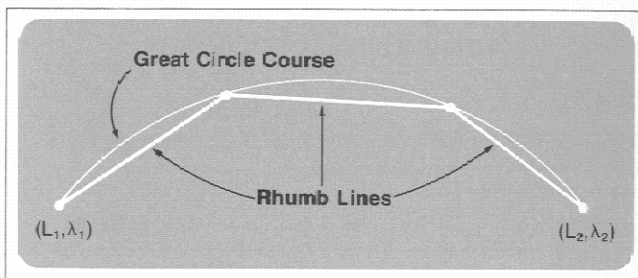 Great Circle Course
Rhumb Lines
(L₁,λ₁)
(L₂,λ₂)